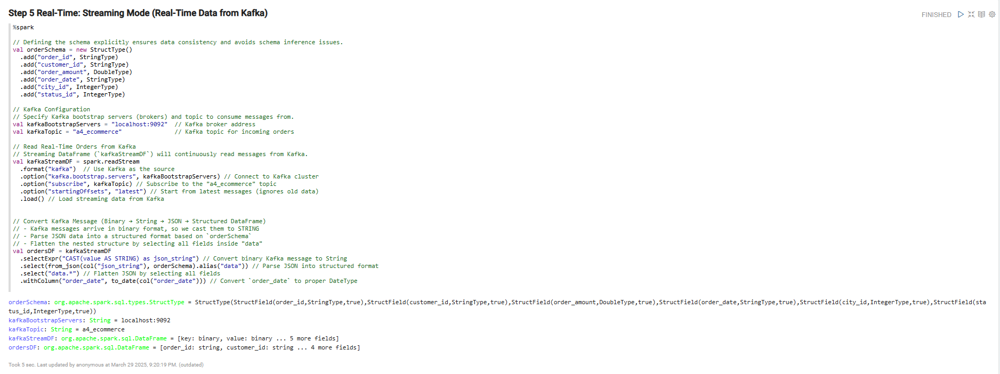 Step 5 Real-Time: Streaming Mode (Real-Time Data from Kafka)
FINISHED
%spark
// Defining the schema explicitly ensures data consistency and avoids schema inference issues.
val orderSchema = new StructType()
  .add("order_id", StringType)
  .add("customer_id", StringType)
  .add("order_amount", DoubleType)
  .add("order_date", StringType)
  .add("city_id", IntegerType)
  .add("status_id", IntegerType)
// Kafka Configuration
// Specify Kafka bootstrap servers (brokers) and topic to consume messages from.
val kafkaBootstrapServers = "localhost:9092"  // Kafka broker address
val kafkaTopic = "a4_ecommerce"               // Kafka topic for incoming orders
// Read Real-Time Orders from Kafka
// Streaming DataFrame (`kafkaStreamDF`) will continuously read messages from Kafka.
val kafkaStreamDF = spark.readStream
  .format("kafka")  // Use Kafka as the source
  .option("kafka.bootstrap.servers", kafkaBootstrapServers) // Connect to Kafka cluster
  .option("subscribe", kafkaTopic) // Subscribe to the "a4_ecommerce" topic
  .option("startingOffsets", "latest") // Start from latest messages (ignores old data)
  .load() // Load streaming data from Kafka
// Convert Kafka Message (Binary → String → JSON → Structured DataFrame)
// - Kafka messages arrive in binary format, so we cast them to STRING
// - Parse JSON data into a structured format based on `orderSchema`
// - Flatten the nested structure by selecting all fields inside "data"
val ordersDF = kafkaStreamDF
  .selectExpr("CAST(value AS STRING) as json_string") // Convert binary Kafka message to String
  .select(from_json(col("json_string"), orderSchema).alias("data")) // Parse JSON into structured format
  .select("data.*") // Flatten JSON by selecting all fields
  .withColumn("order_date", to_date(col("order_date"))) // Convert `order_date` to proper DateType
orderSchema: org.apache.spark.sql.types.StructType = StructType(StructField(order_id,StringType,true),StructField(customer_id,StringType,true),StructField(order_amount,DoubleType,true),StructField(order_date,StringType,true),StructField(city_id,IntegerType,true),StructField(sta
tus_id,IntegerType,true))
kafkaBootstrapServers: String = localhost:9092
kafkaTopic: String = a4_ecommerce
kafkaStreamDF: org.apache.spark.sql.DataFrame = [key: binary, value: binary ... 5 more fields]
ordersDF: org.apache.spark.sql.DataFrame = [order_id: string, customer_id: string ... 4 more fields]
Took 5 sec. Last updated by anonymous at March 29 2025, 9:20:19 PM. (outdated)